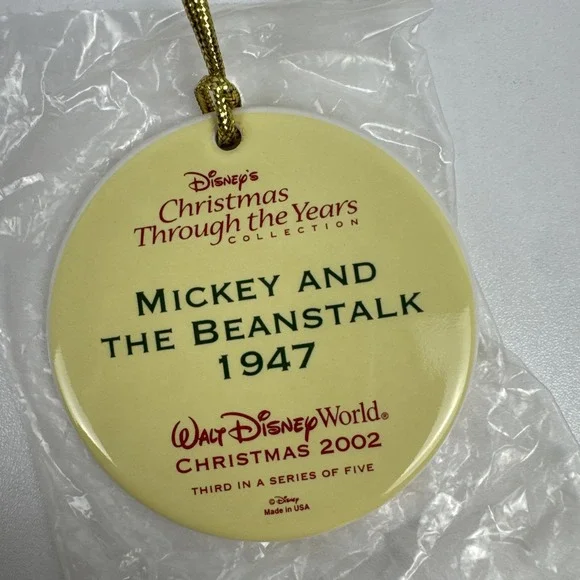 Disney's
Christmas
Through the Years
COLLECTION
MICKEY AND
THE BEANSTALK
1947
Walt Disney World®
CHRISTMAS 2002
THIRD IN A SERIES OF FIVE
© Disney
Made in USA